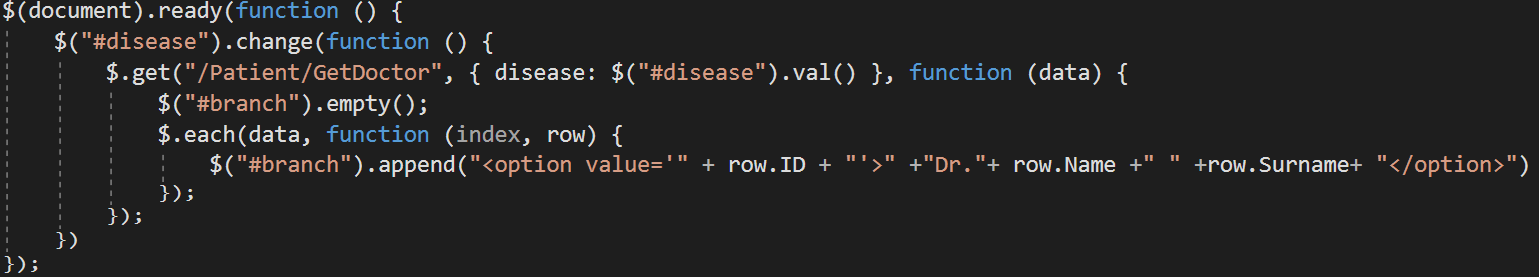 $(document).ready(function () {
$("#disease").change(function () {
$.get("/Patient/GetDoctor", { disease: $("#disease").val() }, function (data) {
$("#branch").empty();
$.each(data, function (index, row) {
$("#branch").append("<option value='" + row.ID + "'>" +"Dr."+ row.Name +" " +row.Surname+ "</option>")
});
});
})
});